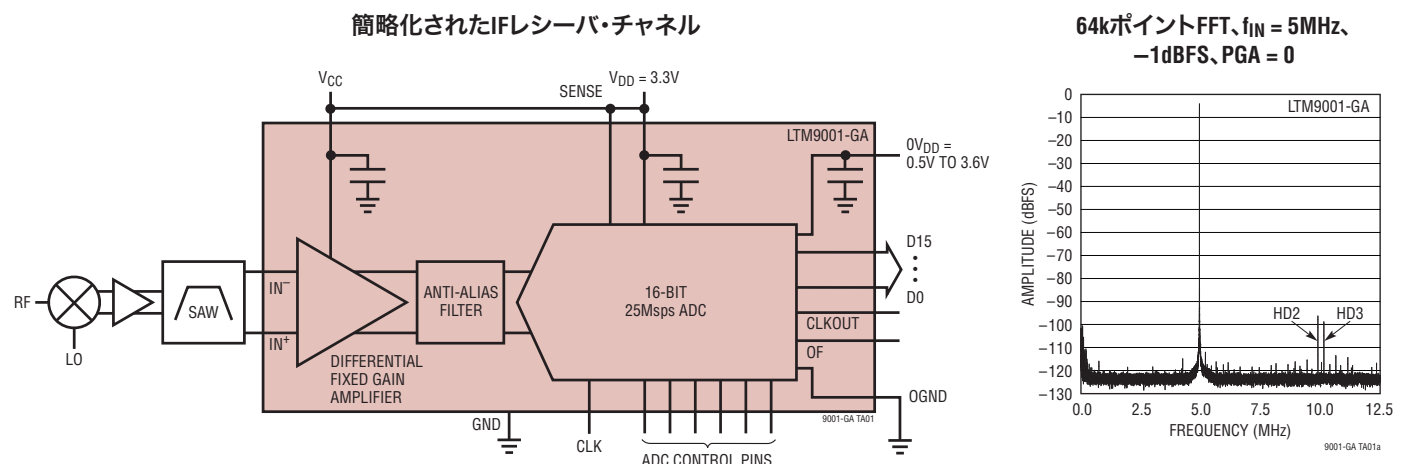 簡略化されたIFレシーバ・チャネル
VCC
SENSE
VDD = 3.3V
LTM9001-GA
0VDD =
0.5V TO 3.6V
RF
LO
SAW
IN–
IN+
DIFFERENTIAL
FIXED GAIN
AMPLIFIER
ANTI-ALIAS
FILTER
16-BIT
25Msps ADC
D15
D0
CLKOUT
OF
OGND
GND
CLK
ADC CONTROL PINS
9001-GA TA01
64kポイントFFT、fIN = 5MHz、
–1dBFS、PGA = 0
LTM9001-GA
AMPLITUDE (dBFS)
0
–10
–20
–30
–40
–50
–60
–70
–80
–90
–100
–110
–120
–130
HD2 HD3
0.0 2.5 5.0 7.5 10.0 12.5
FREQUENCY (MHz)
9001-GA TA01a